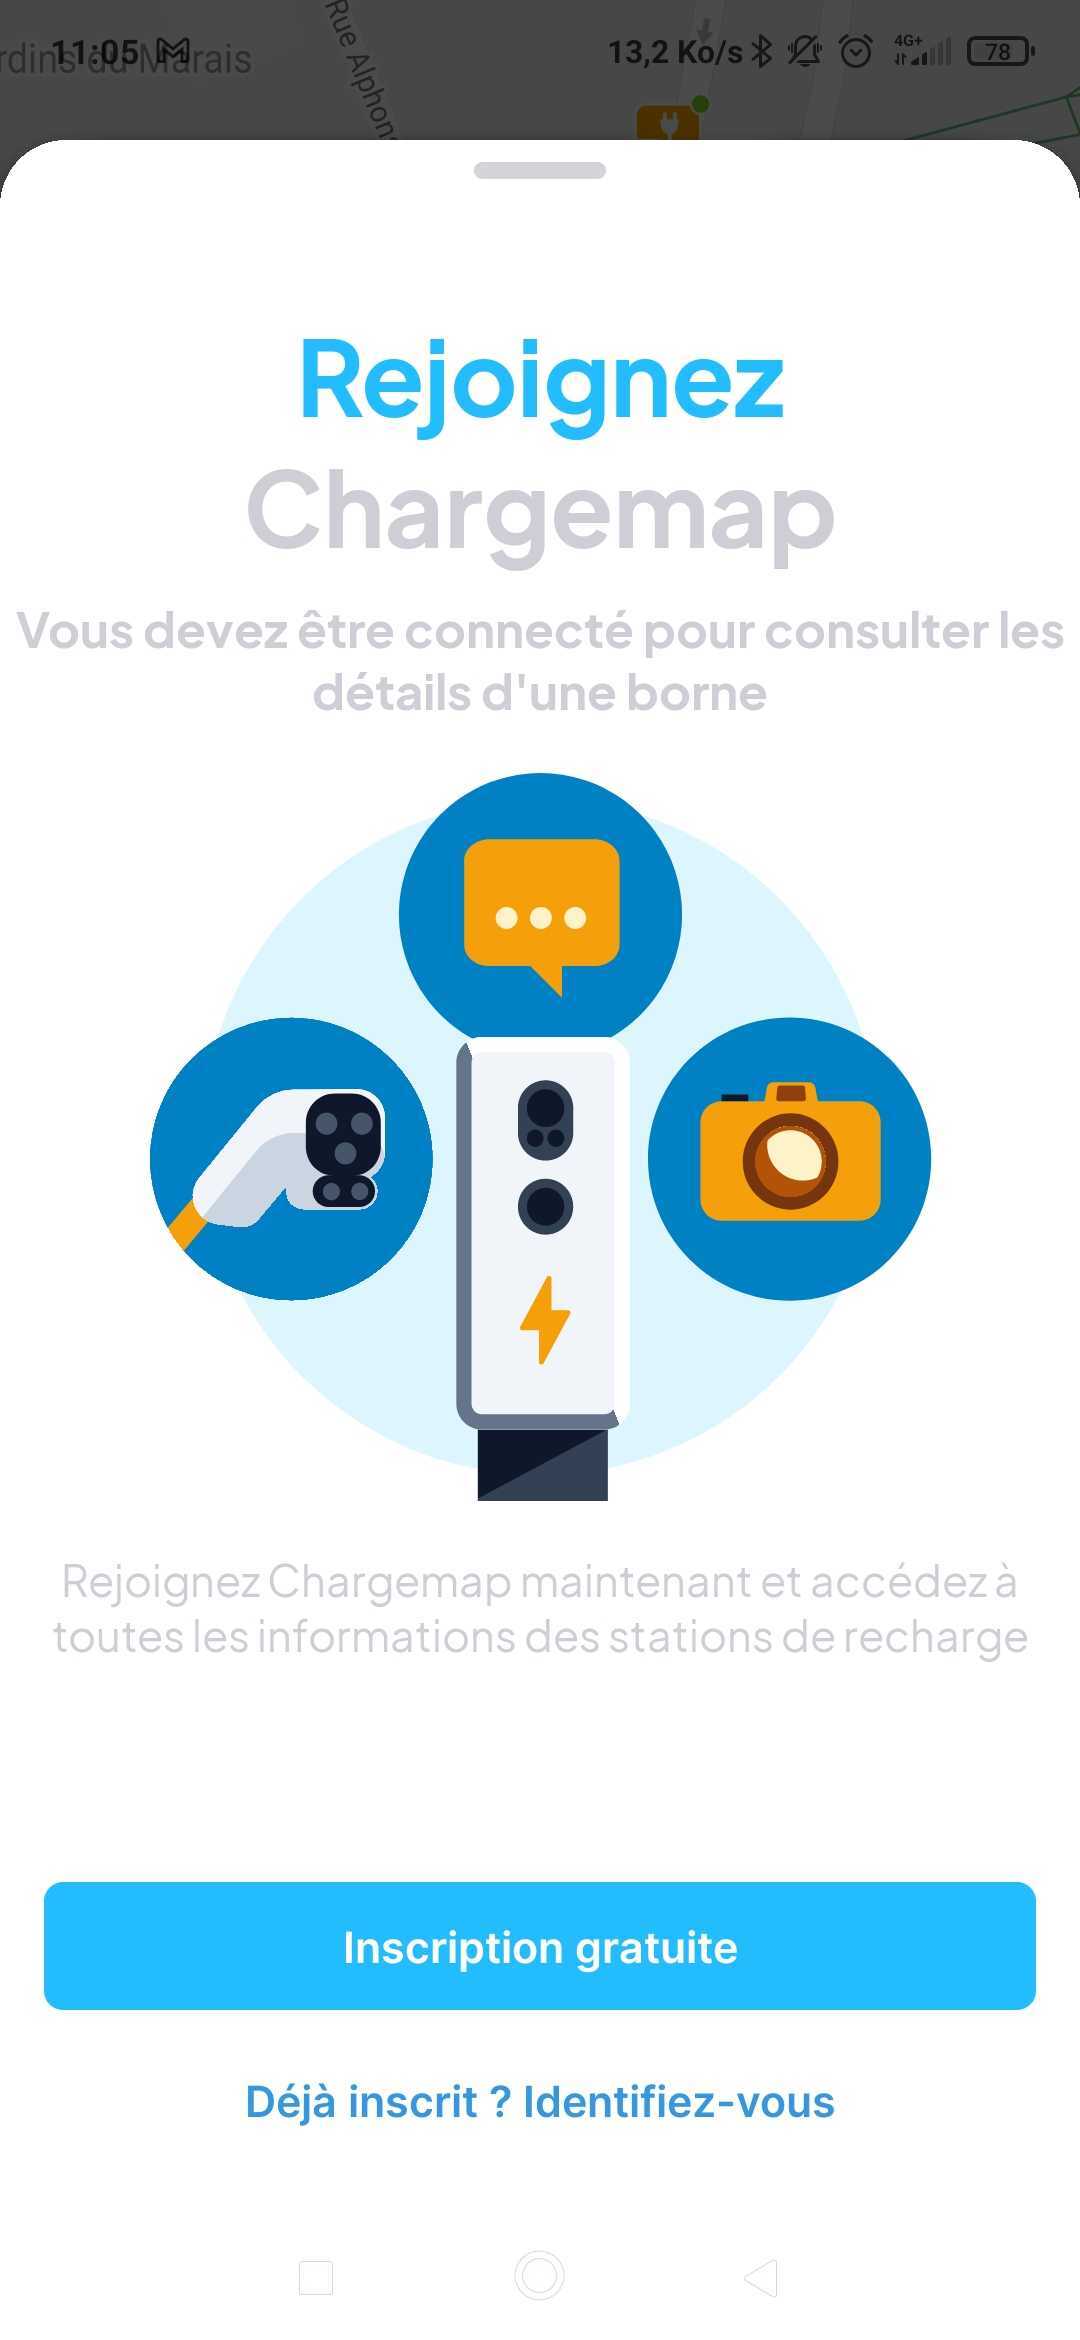 11:05
13,2 Ko/s
4G+
78
rdins du Marais
Rue Alphons
Rejoignez
Chargemap
Vous devez être connecté pour consulter les
détails d'une borne
Rejoignez Chargemap maintenant et accédez à
toutes les informations des stations de recharge
Inscription gratuite
Déjà inscrit ? Identifiez-vous